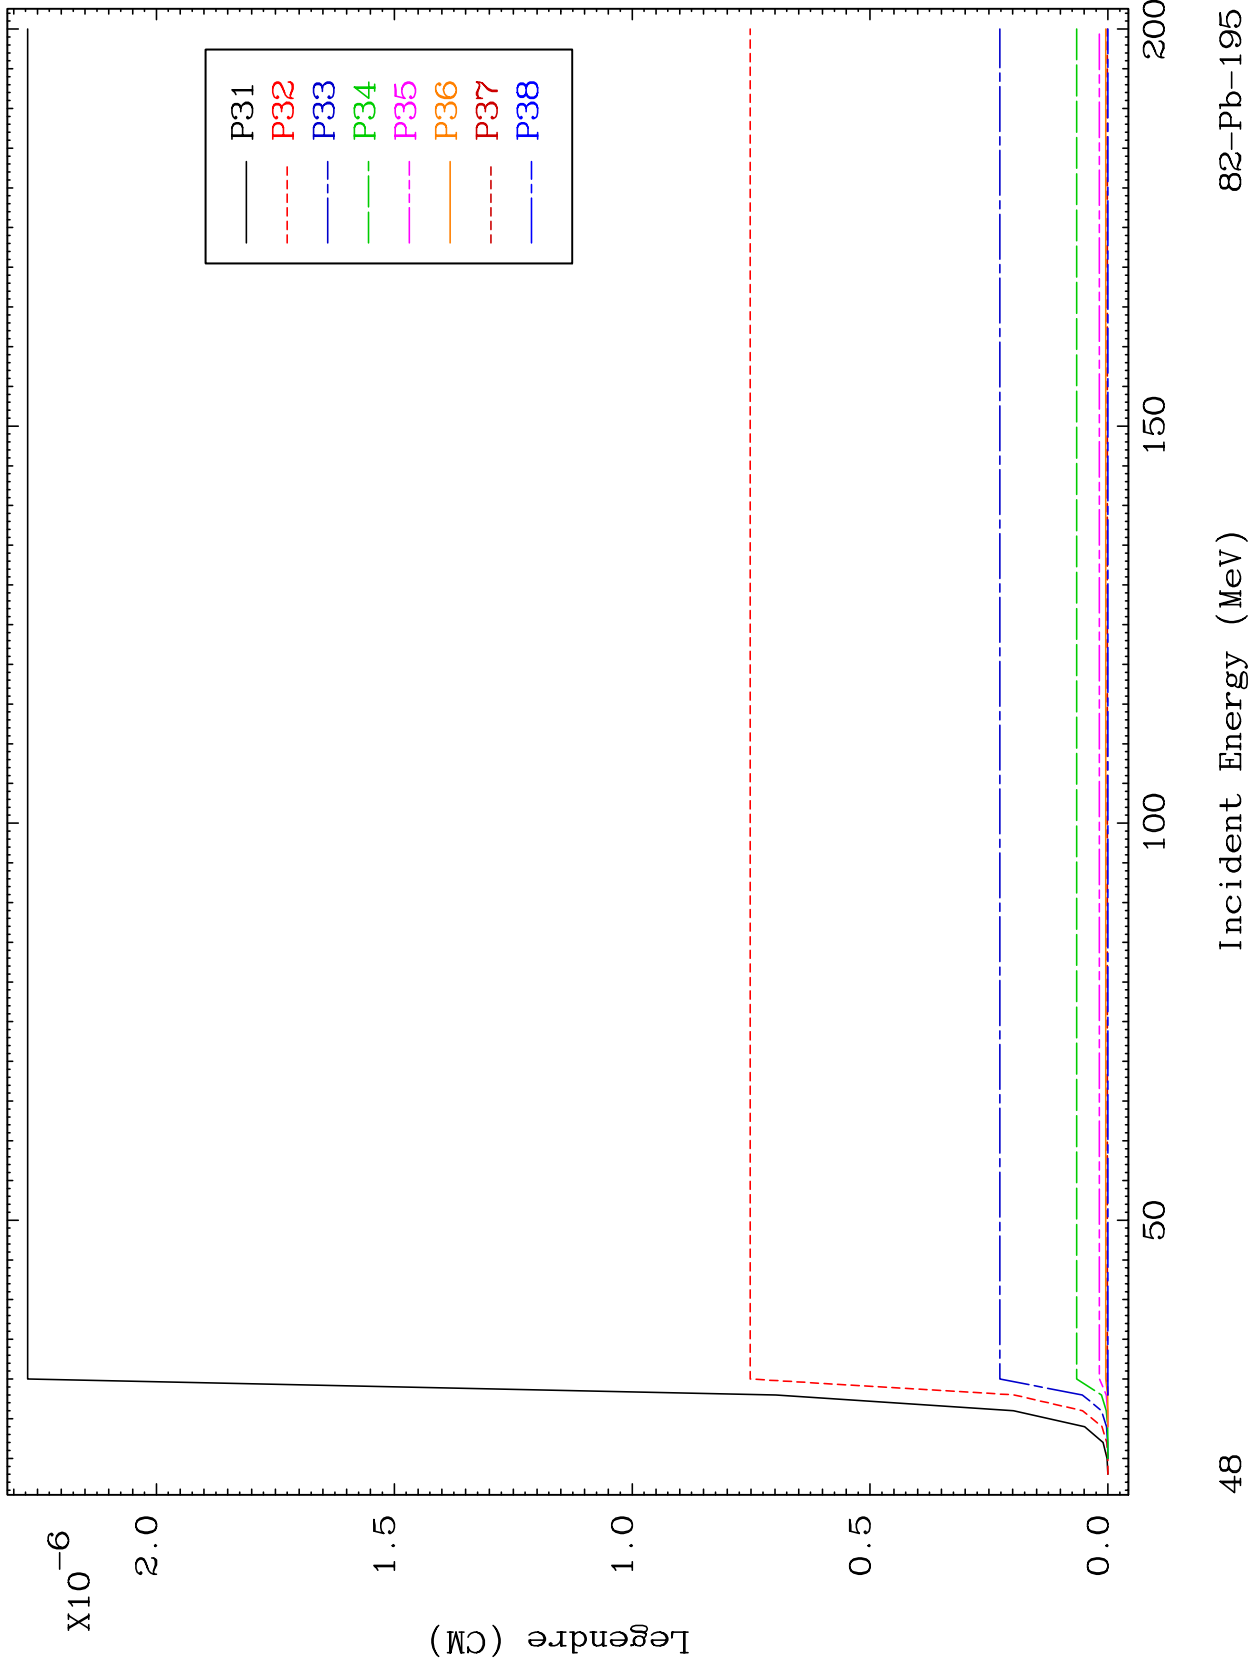 X10⁻⁶
2.0
1.5
1.0
0.5
0.0
Legendre (CM)
P31
P32
P33
P34
P35
P36
P37
P38
50
100
150
200
48
Incident Energy (MeV)
82-Pb-195